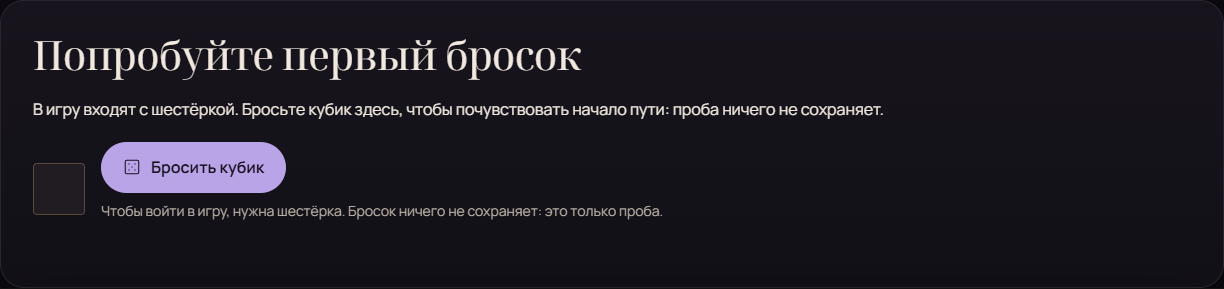 Попробуйте первый бросок
В игру входят с шестёркой. Бросьте кубик здесь, чтобы почувствовать начало пути: проба ничего не сохраняет.
Бросить кубик
Чтобы войти в игру, нужна шестёрка. Бросок ничего не сохраняет: это только проба.